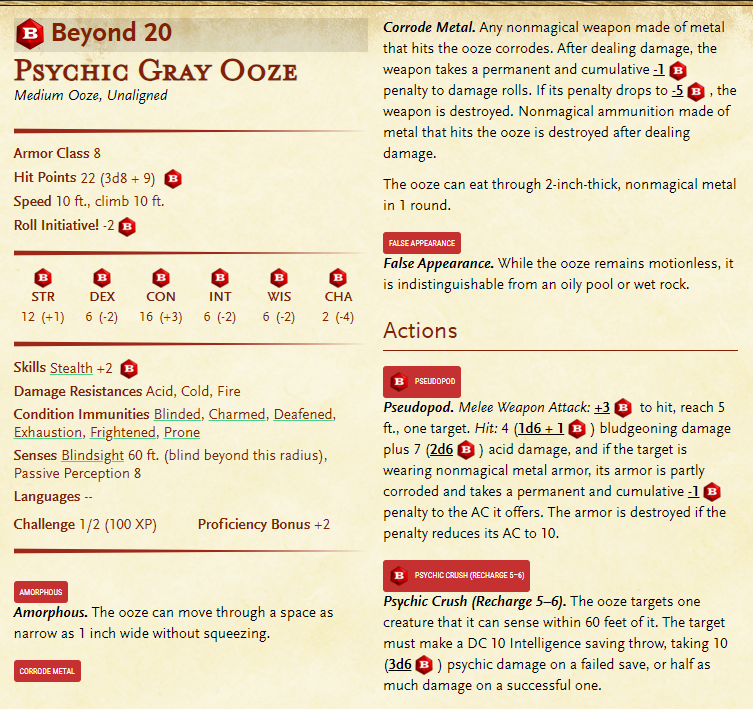 B Beyond 20
Psychic Gray Ooze
Medium Ooze, Unaligned
Armor Class 8
Hit Points 22 (3d8 + 9) B
Speed 10 ft., climb 10 ft.
Roll Initiative! -2 B
B B B B B B
STR DEX CON INT WIS CHA
12 (+1) 6 (-2) 16 (+3) 6 (-2) 6 (-2) 2 (-4)
Skills Stealth +2 B
Damage Resistances Acid, Cold, Fire
Condition Immunities Blinded, Charmed, Deafened,
Exhaustion, Frightened, Prone
Senses Blindsight 60 ft. (blind beyond this radius),
Passive Perception 8
Languages --
Challenge 1/2 (100 XP) Proficiency Bonus +2
AMORPHOUS
Amorphous. The ooze can move through a space as
narrow as 1 inch wide without squeezing.
CORRODE METAL
Corrode Metal. Any nonmagical weapon made of metal
that hits the ooze corrodes. After dealing damage, the
weapon takes a permanent and cumulative -1 B
penalty to damage rolls. If its penalty drops to -5 B , the
weapon is destroyed. Nonmagical ammunition made of
metal that hits the ooze is destroyed after dealing
damage.
The ooze can eat through 2-inch-thick, nonmagical metal
in 1 round.
FALSE APPEARANCE
False Appearance. While the ooze remains motionless, it
is indistinguishable from an oily pool or wet rock.
Actions
B PSEUDOPOD
Pseudopod. Melee Weapon Attack: +3 B to hit, reach 5
ft., one target. Hit: 4 (1d6 + 1 B ) bludgeoning damage
plus 7 (2d6 B ) acid damage, and if the target is
wearing nonmagical metal armor, its armor is partly
corroded and takes a permanent and cumulative -1 B
penalty to the AC it offers. The armor is destroyed if the
penalty reduces its AC to 10.
B PSYCHIC CRUSH (RECHARGE 5–6)
Psychic Crush (Recharge 5–6). The ooze targets one
creature that it can sense within 60 feet of it. The target
must make a DC 10 Intelligence saving throw, taking 10
(3d6 B ) psychic damage on a failed save, or half as
much damage on a successful one.